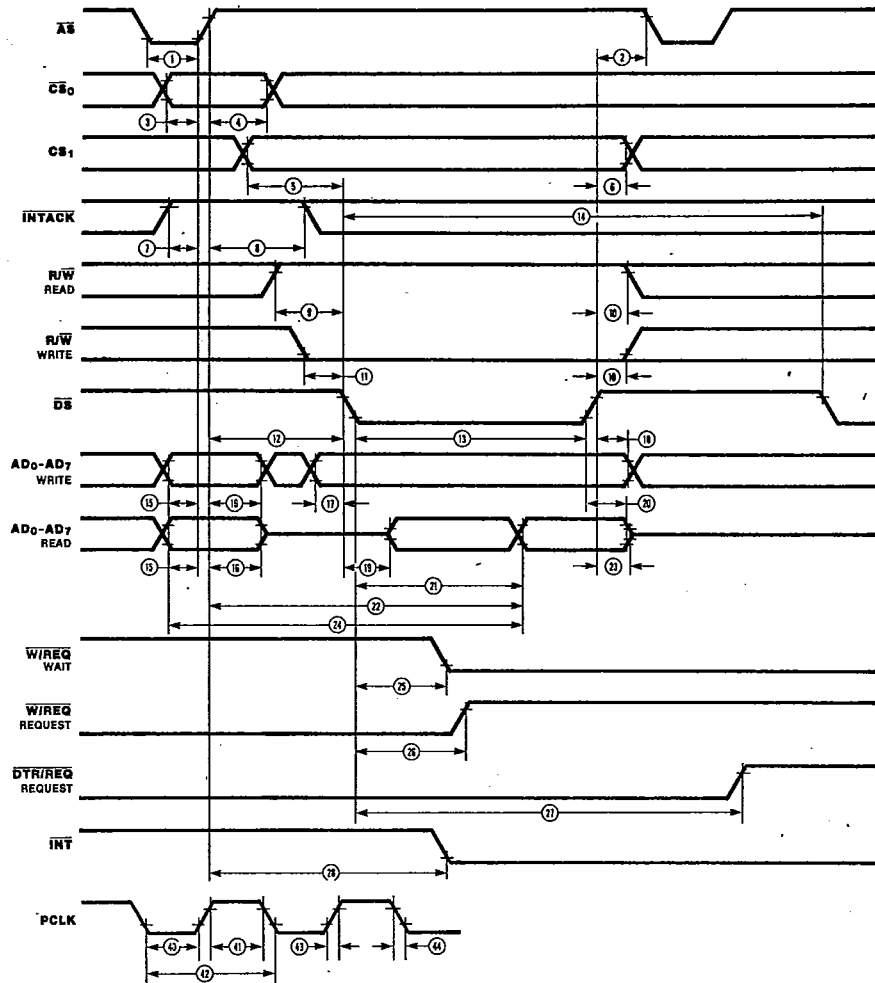 AS
1
2
CS0
3
4
CS1
5
6
INTACK
14
7
8
R/W
READ
9
10
R/W
WRITE
11
10
DS
12
13
18
AD0-AD7
WRITE
15
16
17
20
AD0-AD7
READ
15
16
19
23
21
22
24
W/REQ
WAIT
25
W/REQ
REQUEST
26
DTR/REQ
REQUEST
27
INT
28
PCLK
40
41
43
44
42